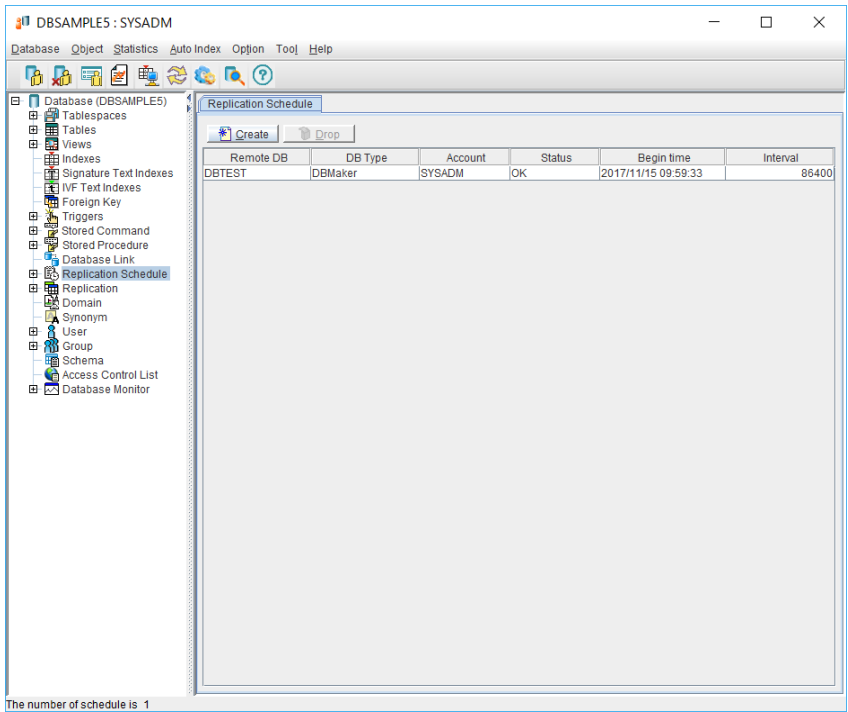 DBSAMPLE5 : SYSADM
Database Object Statistics Auto Index Option Tool Help
Database (DBSAMPLE5)
Tablespaces
Tables
Views
Indexes
Signature Text Indexes
IVF Text Indexes
Foreign Key
Triggers
Stored Command
Stored Procedure
Database Link
Replication Schedule
Replication
Domain
Synonym
User
Group
Schema
Access Control List
Database Monitor
Replication Schedule
Create Drop
Remote DB DB Type Account Status Begin time Interval
DBTEST DBMaker SYSADM OK 2017/11/15 09:59:33 86400
The number of schedule is 1